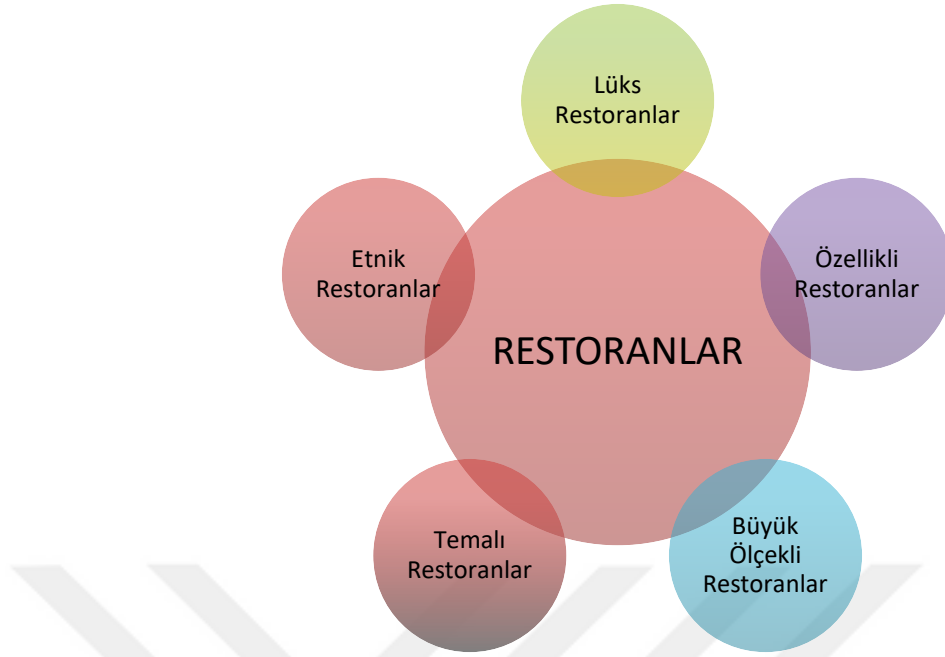 Lüks
Restoranlar
Etnik
Restoranlar
Özellikli
Restoranlar
RESTORANLAR
Temalı
Restoranlar
Büyük
Ölçekli
Restoranlar